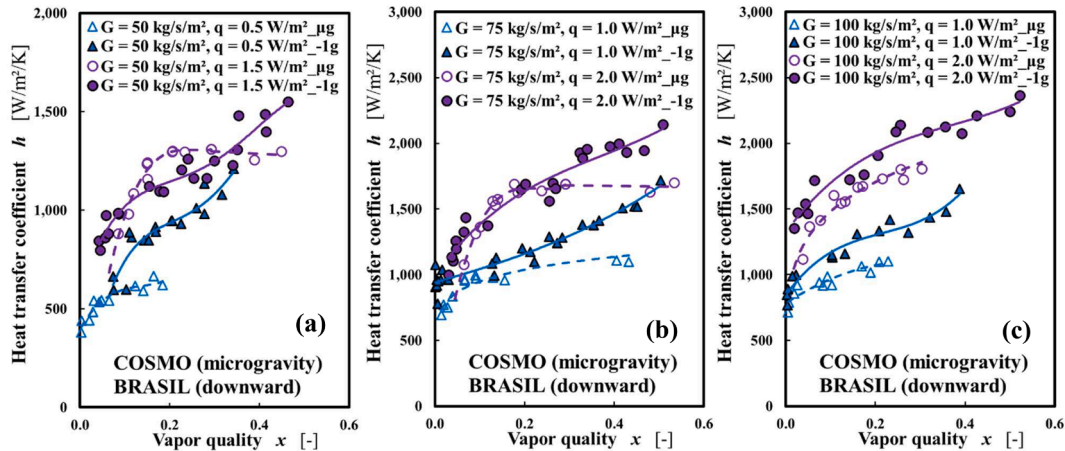 2,000
1,500
1,000
500
0
0
0.2
0.4
0.6
Heat transfer coefficient h [W/m²/K]
Vapor quality x [-]
G = 50 kg/s/m², q = 0.5 W/m²_μg
G = 50 kg/s/m², q = 0.5 W/m²_-1g
G = 50 kg/s/m², q = 1.5 W/m²_μg
G = 50 kg/s/m², q = 1.5 W/m²_-1g
(a)
COSMO (microgravity)
BRASIL (downward)
3,000
2,500
2,000
1,500
1,000
500
0
0.0
0.2
0.4
0.6
Heat transfer coefficient h [W/m²/K]
Vapor quality x [-]
G = 75 kg/s/m², q = 1.0 W/m²_μg
G = 75 kg/s/m², q = 1.0 W/m²_-1g
G = 75 kg/s/m², q = 2.0 W/m²_μg
G = 75 kg/s/m², q = 2.0 W/m²_-1g
(b)
COSMO (microgravity)
BRASIL (downward)
3,000
2,500
2,000
1,500
1,000
500
0
0.0
0.2
0.4
0.6
Heat transfer coefficient h [W/m²/K]
Vapor quality x [-]
G = 100 kg/s/m², q = 1.0 W/m²_μg
G = 100 kg/s/m², q = 1.0 W/m²_-1g
G = 100 kg/s/m², q = 2.0 W/m²_μg
G = 100 kg/s/m², q = 2.0 W/m²_-1g
(c)
COSMO (microgravity)
BRASIL (downward)